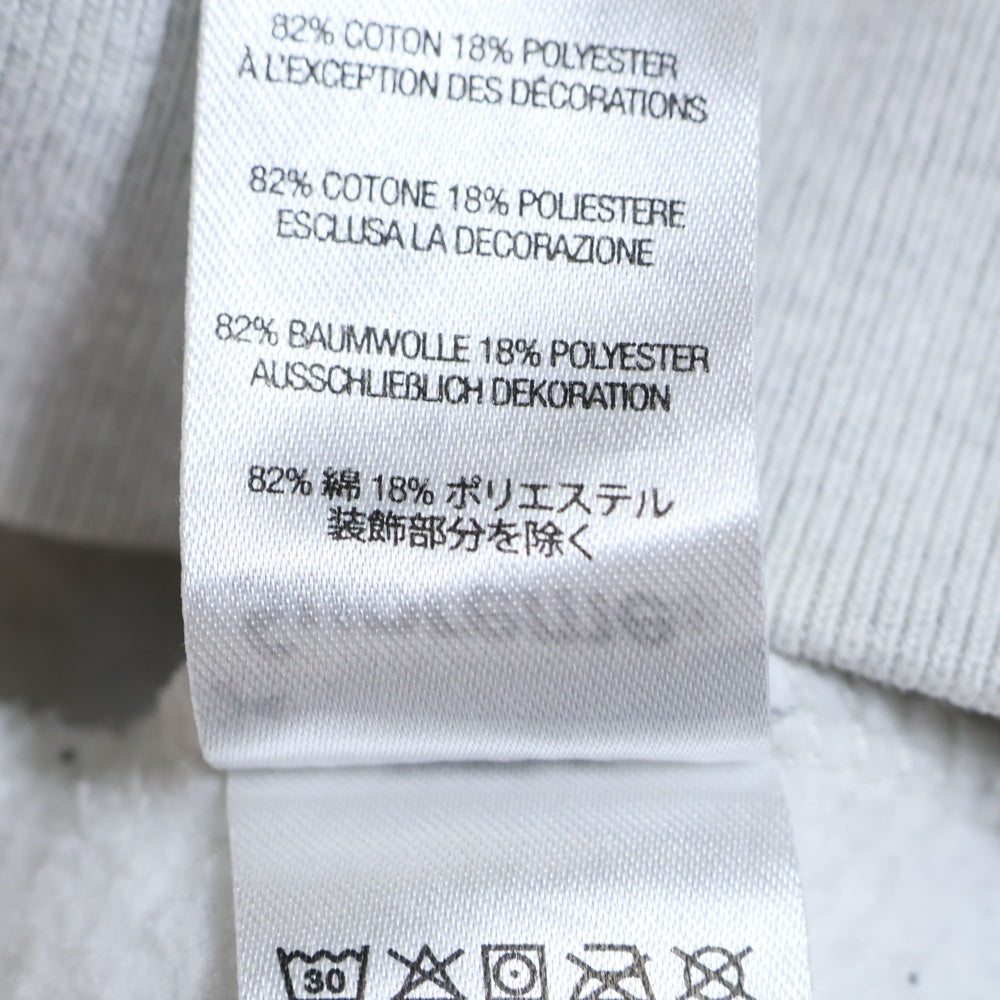 82% COTON 18% POLYESTER
À L'EXCEPTION DES DÉCORATIONS
82% COTONE 18% POLIESTERE
ESCLUSA LA DECORAZIONE
82% BAUMWOLLE 18% POLYESTER
AUSSCHLIEßLICH DEKORATION
82% 綿 18% ポリエステル
装飾部分を除く
30